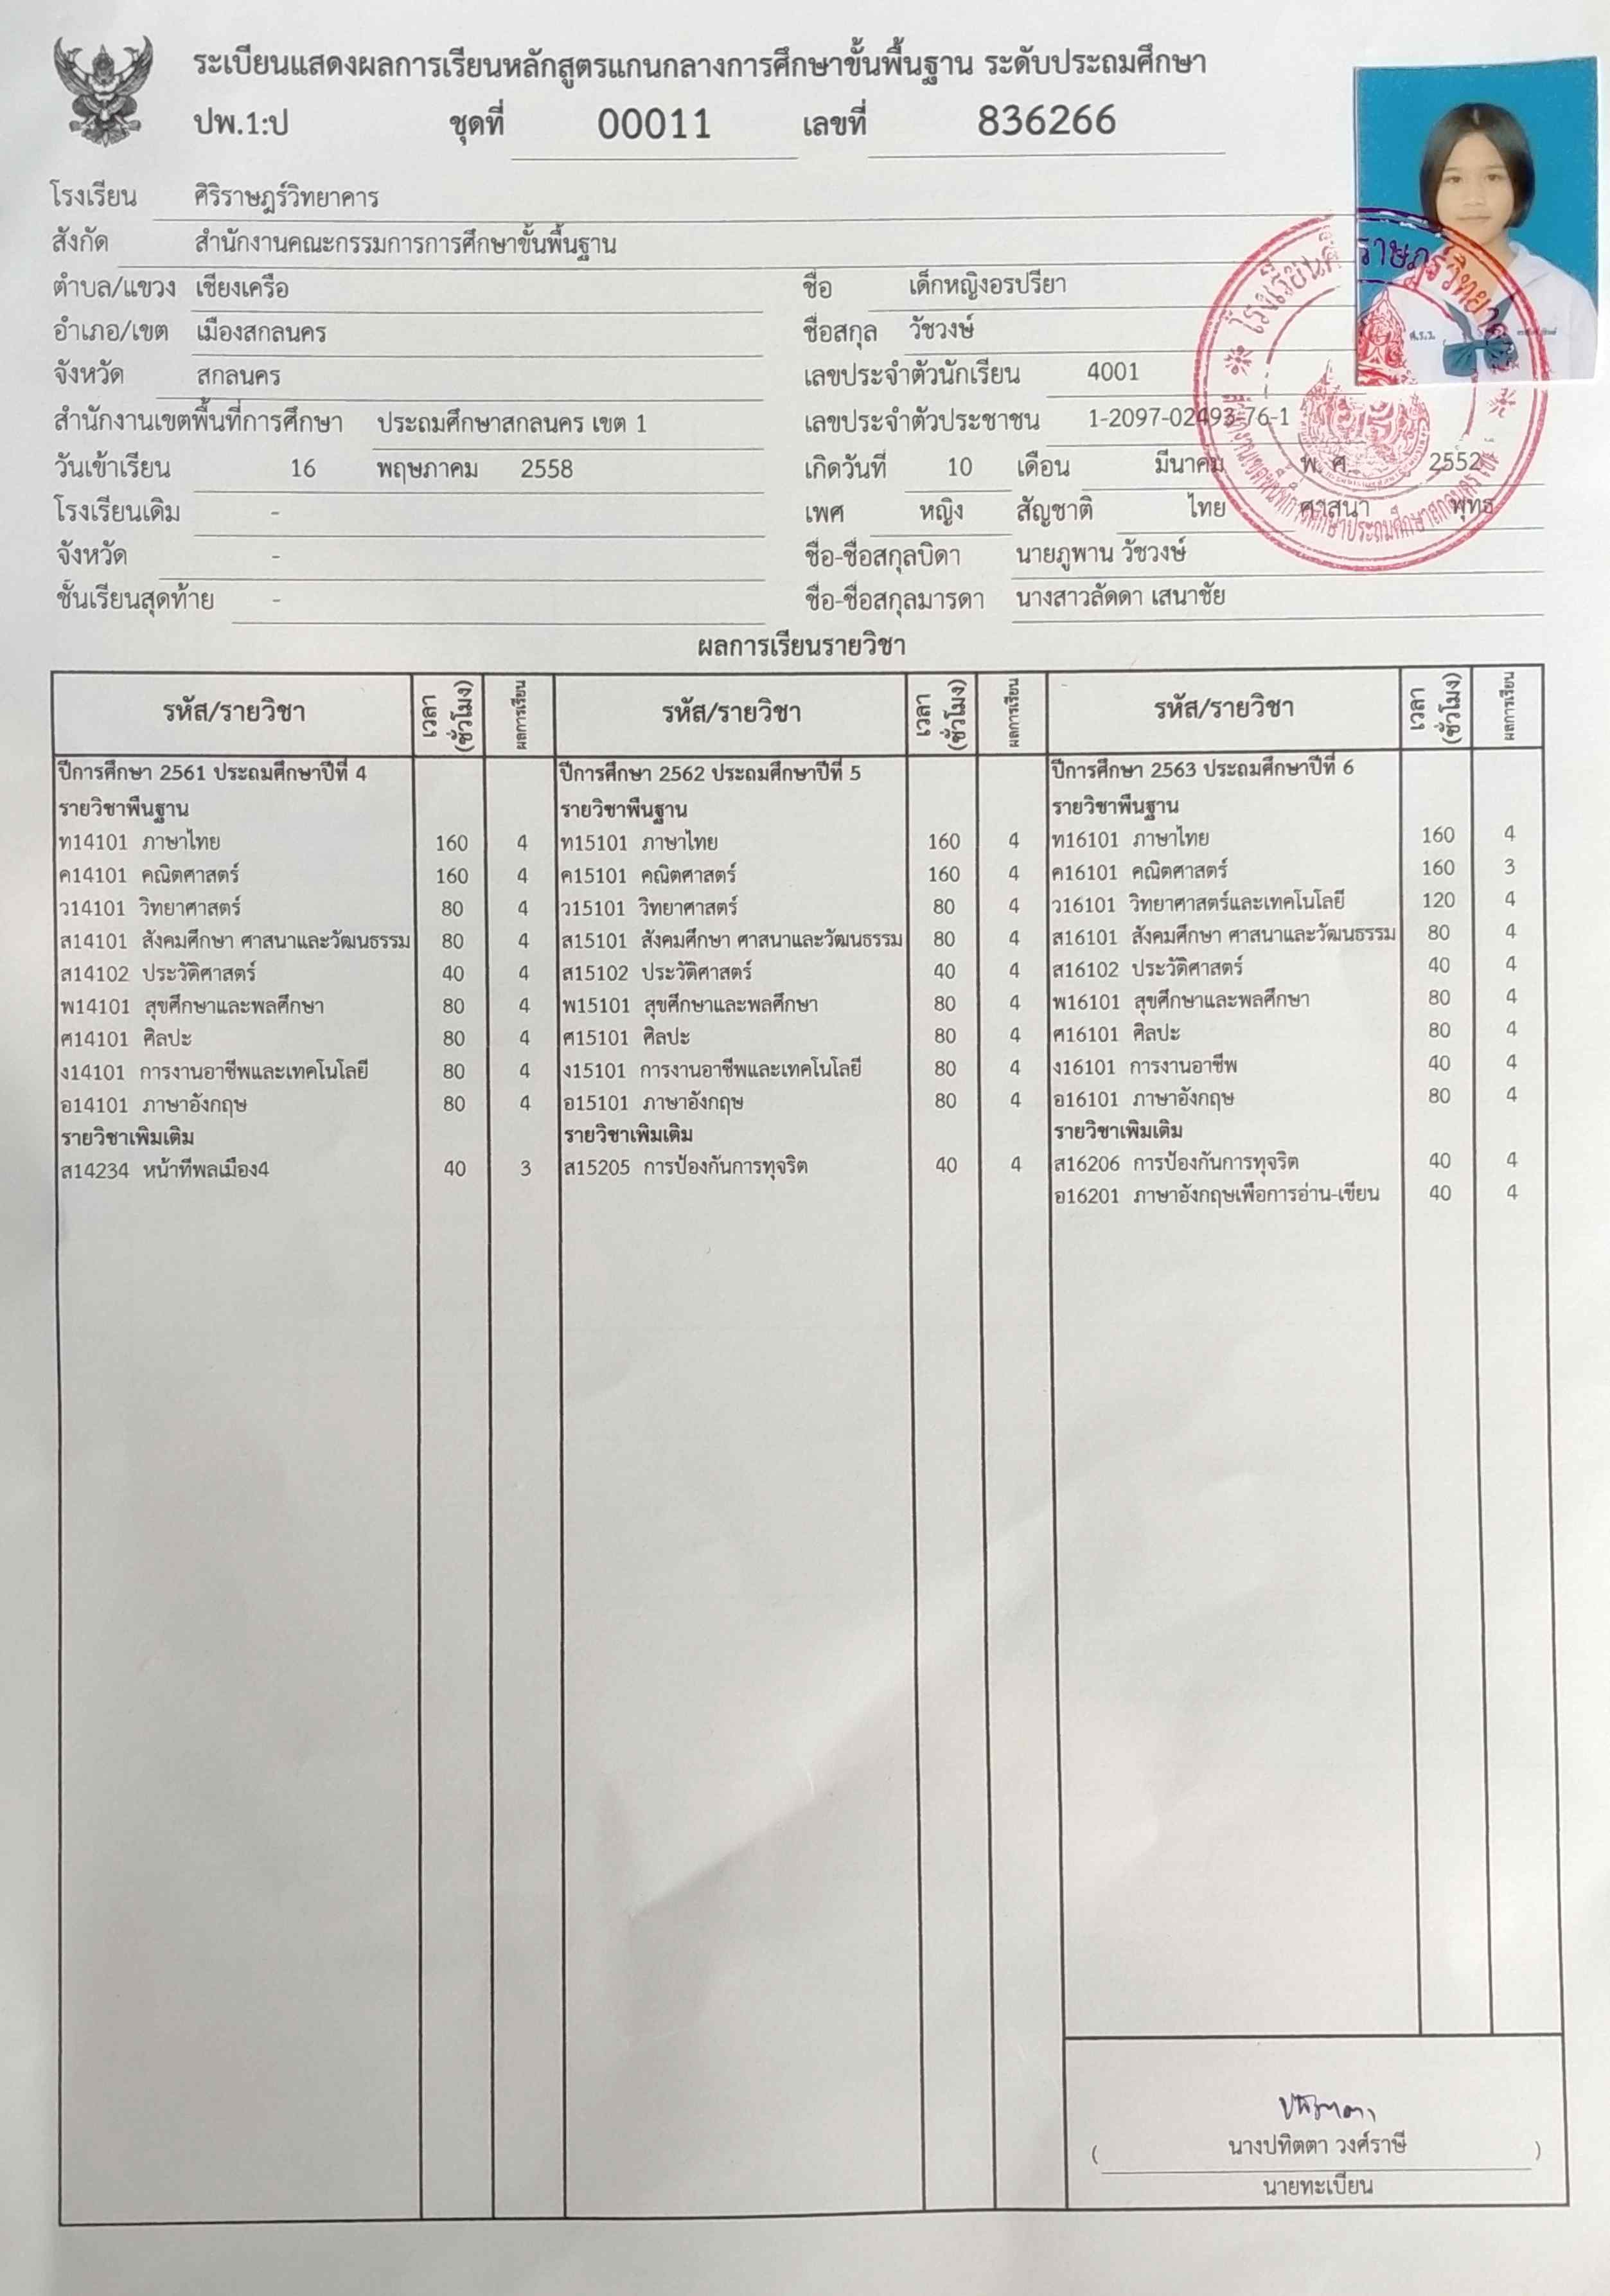 ระเบียนแสดงผลการเรียนหลักสูตรแกนกลางการศึกษาขั้นพื้นฐาน ระดับประถมศึกษา
ปพ.1:ป ชุดที่ 00011 เลขที่ 836266
โรงเรียน ศิริราษฎร์วิทยาคาร
สังกัด สำนักงานคณะกรรมการการศึกษาขั้นพื้นฐาน
ตำบล/แขวง เชียงเครือ ชื่อ เด็กหญิงอรปรียา
อำเภอ/เขต เมืองสกลนคร ชื่อสกุล วัชวงษ์
จังหวัด สกลนคร เลขประจำตัวนักเรียน 4001
สำนักงานเขตพื้นที่การศึกษา ประถมศึกษาสกลนคร เขต 1 เลขประจำตัวประชาชน 1-2097-02493-76-1
วันเข้าเรียน 16 พฤษภาคม 2558 เกิดวันที่ 10 เดือน มีนาคม พ.ศ. 2552
โรงเรียนเดิม - เพศ หญิง สัญชาติ ไทย ศาสนา พุทธ
จังหวัด - ชื่อ-ชื่อสกุลบิดา นายภูพาน วัชวงษ์
ชั้นเรียนสุดท้าย - ชื่อ-ชื่อสกุลมารดา นางสาวลัดดา เสนาชัย
ผลการเรียนรายวิชา
รหัส/รายวิชา เวลา (ชั่วโมง) ผลการเรียน รหัส/รายวิชา เวลา (ชั่วโมง) ผลการเรียน รหัส/รายวิชา เวลา (ชั่วโมง) ผลการเรียน
ปีการศึกษา 2561 ประถมศึกษาปีที่ 4 ปีการศึกษา 2562 ประถมศึกษาปีที่ 5 ปีการศึกษา 2563 ประถมศึกษาปีที่ 6
รายวิชาพื้นฐาน รายวิชาพื้นฐาน รายวิชาพื้นฐาน
ท14101 ภาษาไทย 160 4 ท15101 ภาษาไทย 160 4 ท16101 ภาษาไทย 160 4
ค14101 คณิตศาสตร์ 160 4 ค15101 คณิตศาสตร์ 160 4 ค16101 คณิตศาสตร์ 160 3
ว14101 วิทยาศาสตร์ 80 4 ว15101 วิทยาศาสตร์ 80 4 ว16101 วิทยาศาสตร์และเทคโนโลยี 120 4
ส14101 สังคมศึกษา ศาสนาและวัฒนธรรม 80 4 ส15101 สังคมศึกษา ศาสนาและวัฒนธรรม 80 4 ส16101 สังคมศึกษา ศาสนาและวัฒนธรรม 80 4
ส14102 ประวัติศาสตร์ 40 4 ส15102 ประวัติศาสตร์ 40 4 ส16102 ประวัติศาสตร์ 40 4
พ14101 สุขศึกษาและพลศึกษา 80 4 พ15101 สุขศึกษาและพลศึกษา 80 4 พ16101 สุขศึกษาและพลศึกษา 80 4
ศ14101 ศิลปะ 80 4 ศ15101 ศิลปะ 80 4 ศ16101 ศิลปะ 80 4
ง14101 การงานอาชีพและเทคโนโลยี 80 4 ง15101 การงานอาชีพและเทคโนโลยี 80 4 ง16101 การงานอาชีพ 40 4
อ14101 ภาษาอังกฤษ 80 4 อ15101 ภาษาอังกฤษ 80 4 อ16101 ภาษาอังกฤษ 80 4
รายวิชาเพิ่มเติม รายวิชาเพิ่มเติม รายวิชาเพิ่มเติม
ส14234 หน้าที่พลเมือง4 40 3 ส15205 การป้องกันการทุจริต 40 4 ส16206 การป้องกันการทุจริต 40 4
อ16201 ภาษาอังกฤษเพื่อการอ่าน-เขียน 40 4
ปทิตตา
( นางปทิตตา วงศ์ราษี )
นายทะเบียน